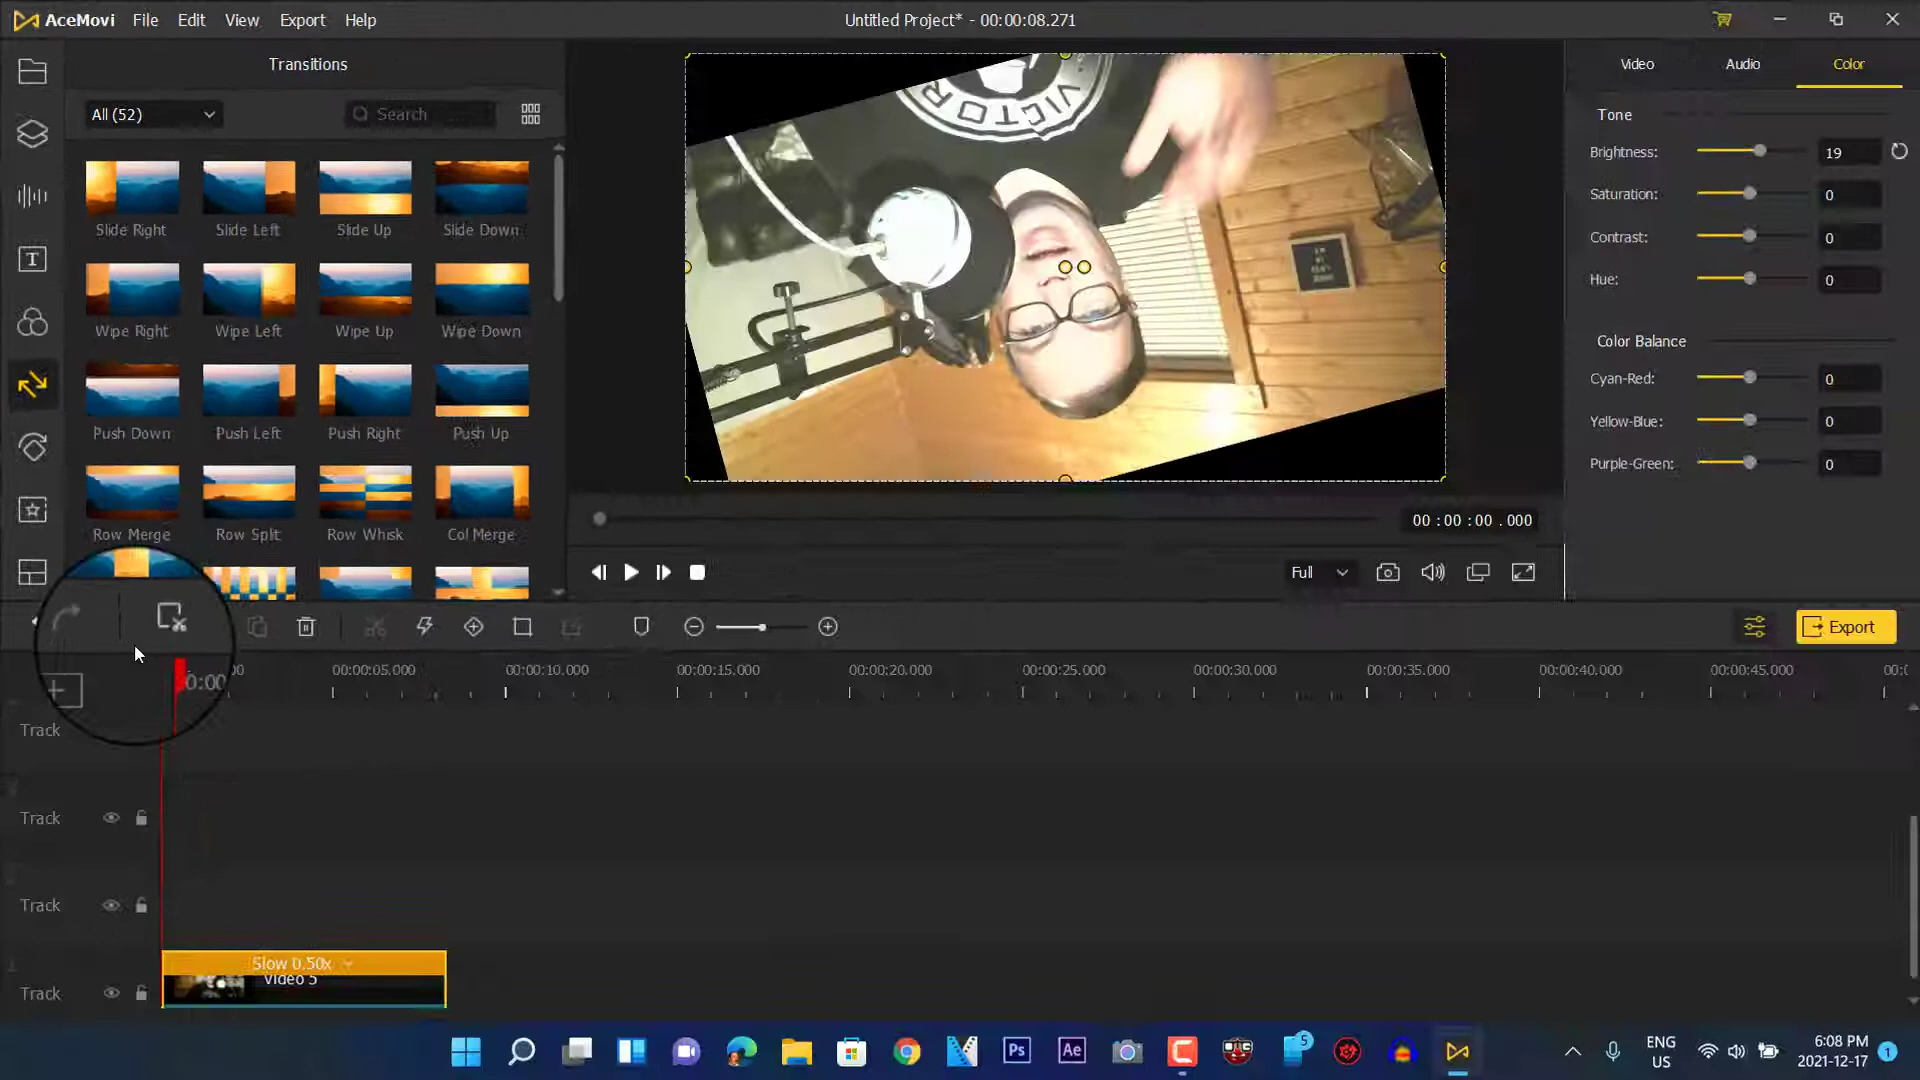 AceMovi File Edit View Export Help
Untitled Project* - 00:00:08.271
Transitions
All (52)
Search
Slide Right Slide Left Slide Up Slide Down
Wipe Right Wipe Left Wipe Up Wipe Down
Push Down Push Left Push Right Push Up
Row Merge Row Split Row Whisk Col Merge
VICTOR
00 : 00 : 00 . 000
Full
Video Audio Color
Tone
Brightness: 19
Saturation: 0
Contrast: 0
Hue: 0
Color Balance
Cyan-Red: 0
Yellow-Blue: 0
Purple-Green: 0
Export
00:00:05.000 00:00:10.000 00:00:15.000 00:00:20.000 00:00:25.000 00:00:30.000 00:00:35.000 00:00:40.000 00:00:45.000
Track
Track
Track
Slow 0.50x
Video 5
Track
Ps Ae 5
ENG
US
6:08 PM
2021-12-17
1